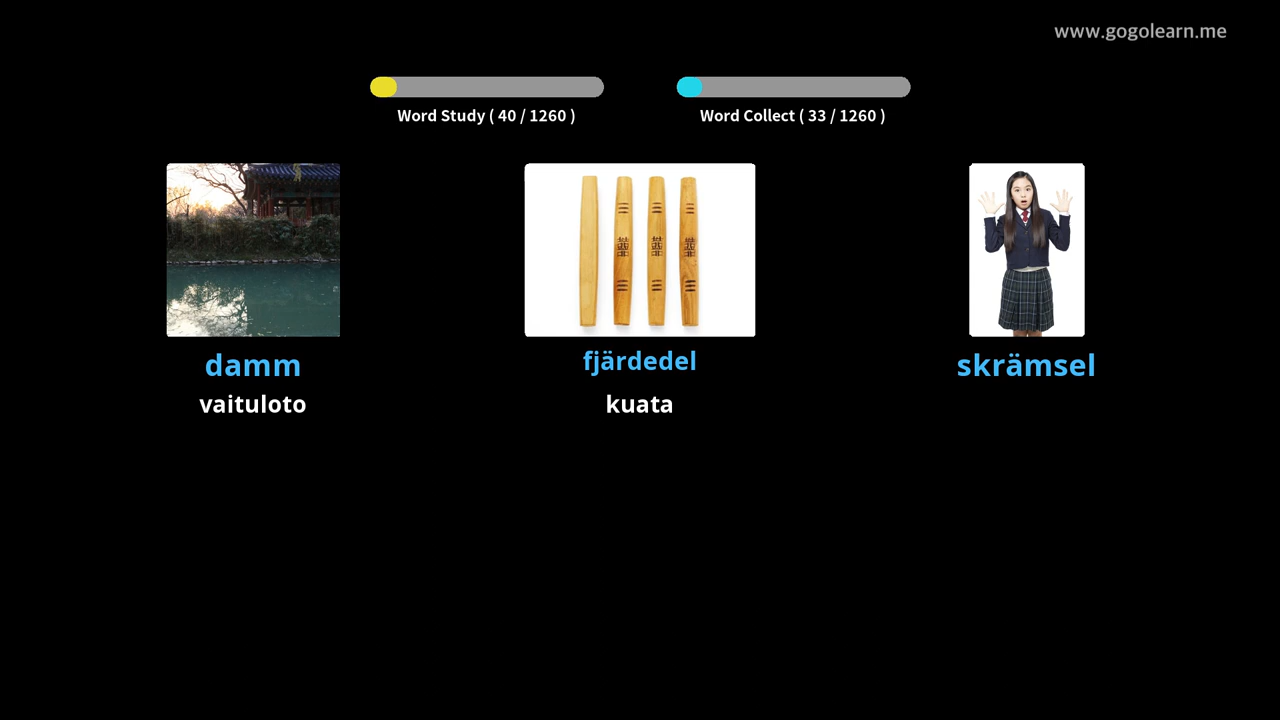 www.gogolearn.me
Word Study ( 40 / 1260 )
Word Collect ( 33 / 1260 )
damm
fjärdedel
skrämsel
vaituloto
kuata